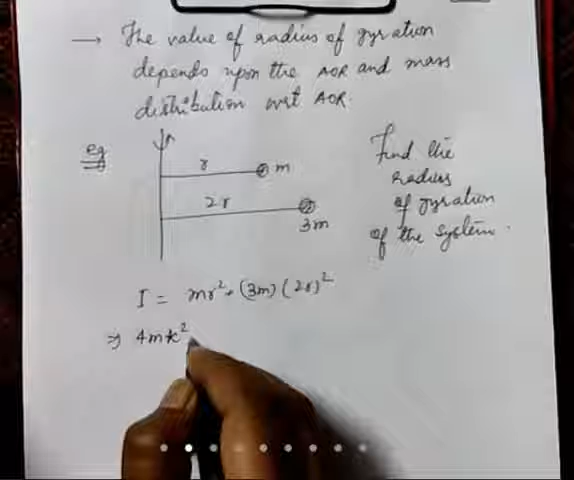 → The value of radius of gyration
depends upon the AOR and mass
distribution wrt AOR.
eg
r m
2r
3m
Find the
radius
of gyration
of the system.
I = mr² + (3m) (2r)²
⇒ 4mk²